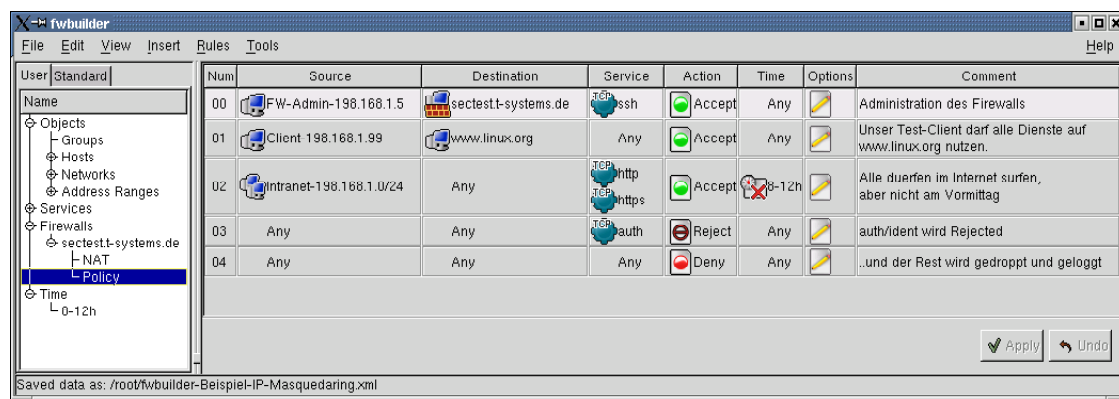 fwbuilder
File Edit View Insert Rules Tools Help
User Standard
Name
Objects
Groups
Hosts
Networks
Address Ranges
Services
Firewalls
sectest.t-systems.de
NAT
Policy
Time
0-12h
Num Source Destination Service Action Time Options Comment
00 FW-Admin-198.168.1.5 sectest.t-systems.de TCP ssh Accept Any Administration des Firewalls
01 Client-198.168.1.99 www.linux.org Any Accept Any Unser Test-Client darf alle Dienste auf
www.linux.org nutzen.
02 Intranet-198.168.1.0/24 Any TCP http Accept 8-12h Alle duerfen im Internet surfen,
TCP https aber nicht am Vormittag
03 Any Any TCP auth Reject Any auth/ident wird Rejected
04 Any Any Any Deny Any ..und der Rest wird gedroppt und geloggt
Apply Undo
Saved data as: /root/fwbuilder-Beispiel-IP-Masquedaring.xml